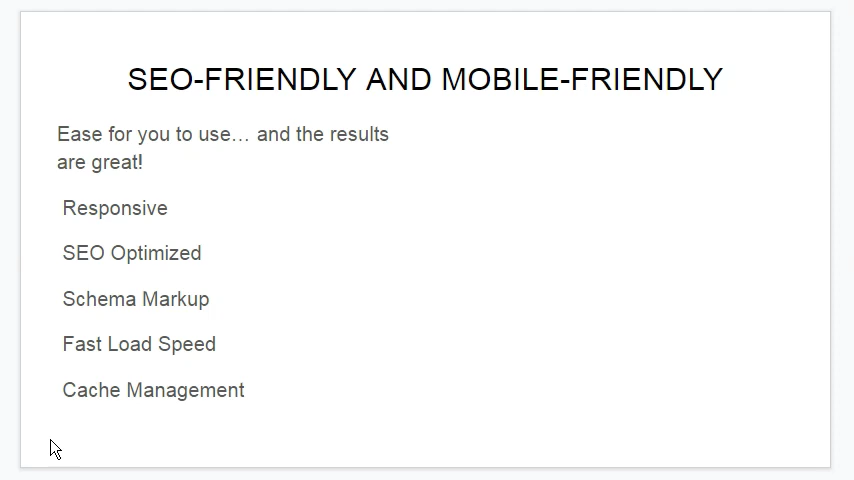 SEO-FRIENDLY AND MOBILE-FRIENDLY
Ease for you to use… and the results
are great!
Responsive
SEO Optimized
Schema Markup
Fast Load Speed
Cache Management